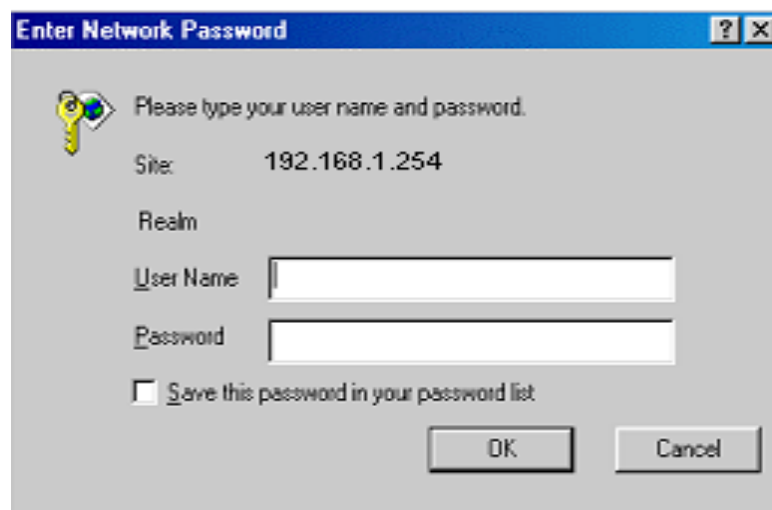 Enter Network Password
Please type your user name and password.
Site: 192.168.1.254
Realm
User Name
Password
Save this password in your password list
OK Cancel